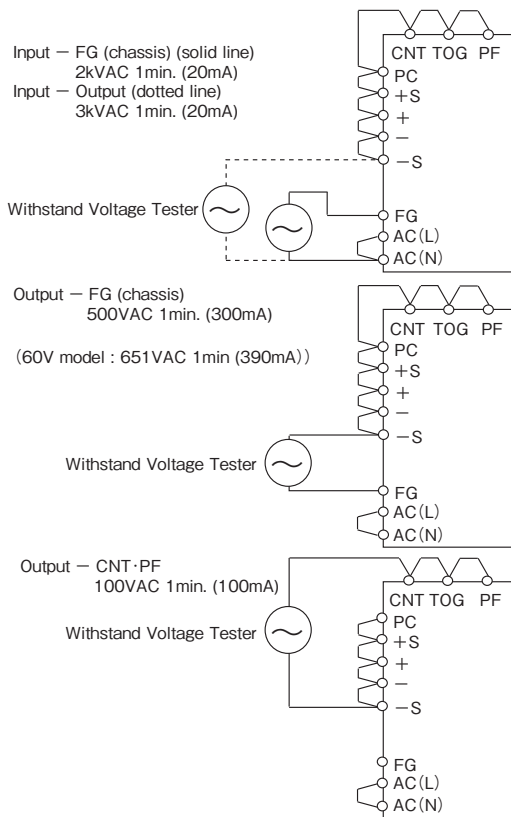 Input － FG (chassis) (solid line)
2kVAC 1min. (20mA)
Input － Output (dotted line)
3kVAC 1min. (20mA)
Withstand Voltage Tester
CNT TOG PF
PC
+S
+
−
−S
FG
AC(L)
AC(N)
Output － FG (chassis)
500VAC 1min. (300mA)
(60V model : 651VAC 1min (390mA))
Withstand Voltage Tester
CNT TOG PF
PC
+S
+
−
−S
FG
AC(L)
AC(N)
Output － CNT･PF
100VAC 1min. (100mA)
Withstand Voltage Tester
CNT TOG PF
PC
+S
+
−
−S
FG
AC(L)
AC(N)